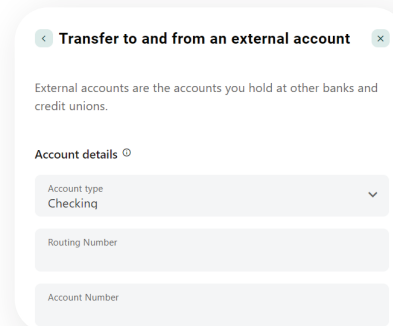 Transfer to and from an external account
External accounts are the accounts you hold at other banks and
credit unions.
Account details
Account type
Checking
Routing Number
Account Number